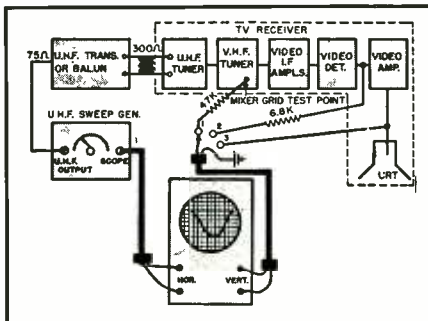 TV RECEIVER
75Ω
U.H.F. TRANS.
OR BALUN
300Ω
U.H.F.
TUNER
V.H.F.
TUNER
VIDEO
I.F
AMPLS.
VIDEO
DET.
VIDEO
AMP.
47K
MIXER GRID TEST POINT
6.8K
1
2
3
U.H.F. SWEEP GEN.
U.H.F.
OUTPUT
SCOPE
CRT
HOR.
VERT.